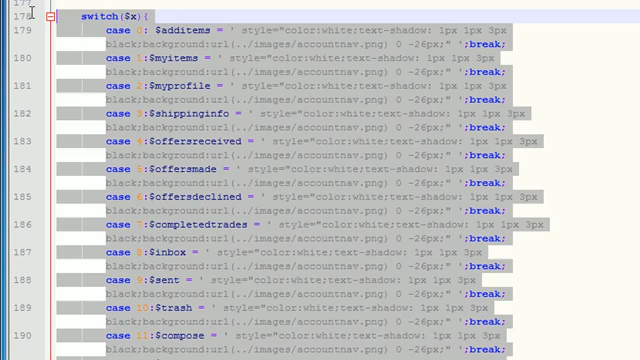 177
178 switch($x){
179 case 0: $additems = ' style="color:white;text-shadow: 1px 1px 3px
black;background:url(../images/accountnav.png) 0 -26px;" ';break;
180 case 1:$myitems = ' style="color:white;text-shadow: 1px 1px 3px
black;background:url(../images/accountnav.png) 0 -26px;" ';break;
181 case 2:$myprofile = ' style="color:white;text-shadow: 1px 1px 3px
black;background:url(../images/accountnav.png) 0 -26px;" ';break;
182 case 3:$shippinginfo = ' style="color:white;text-shadow: 1px 1px 3px
black;background:url(../images/accountnav.png) 0 -26px;" ';break;
183 case 4:$offersreceived = ' style="color:white;text-shadow: 1px 1px 3px
black;background:url(../images/accountnav.png) 0 -26px;" ';break;
184 case 5:$offersmade = ' style="color:white;text-shadow: 1px 1px 3px
black;background:url(../images/accountnav.png) 0 -26px;" ';break;
185 case 6:$offersdeclined = ' style="color:white;text-shadow: 1px 1px 3px
black;background:url(../images/accountnav.png) 0 -26px;" ';break;
186 case 7:$completedtrades = ' style="color:white;text-shadow: 1px 1px 3px
black;background:url(../images/accountnav.png) 0 -26px;" ';break;
187 case 8:$inbox = ' style="color:white;text-shadow: 1px 1px 3px
black;background:url(../images/accountnav.png) 0 -26px;" ';break;
188 case 9:$sent = ' style="color:white;text-shadow: 1px 1px 3px
black;background:url(../images/accountnav.png) 0 -26px;" ';break;
189 case 10:$trash = ' style="color:white;text-shadow: 1px 1px 3px
black;background:url(../images/accountnav.png) 0 -26px;" ';break;
190 case 11:$compose = ' style="color:white;text-shadow: 1px 1px 3px
black;background:url(../images/accountnav.png) 0 -26px;" ';break;